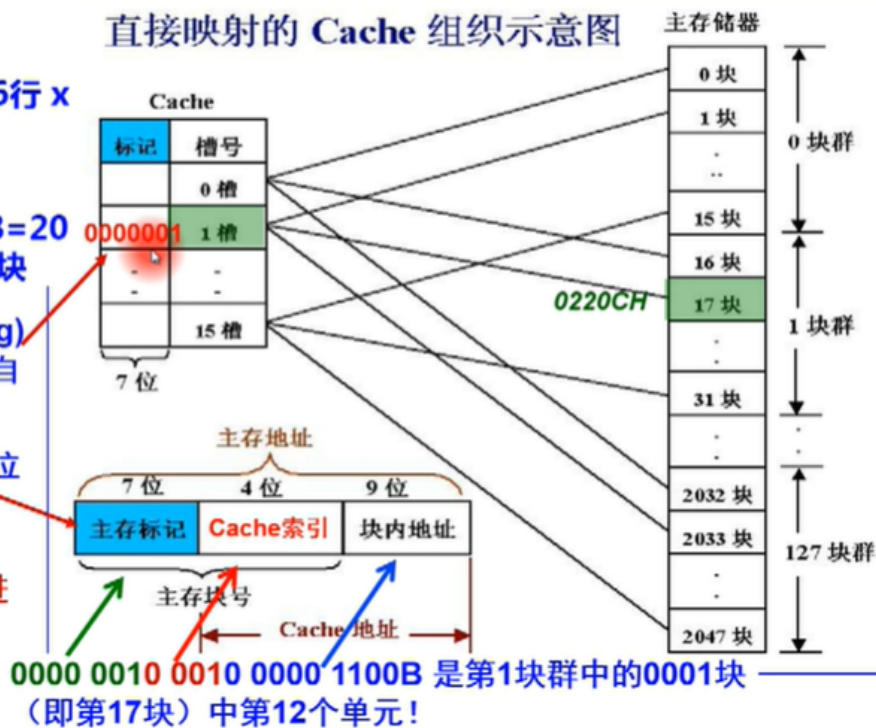 直接映射的 Cache 组织示意图
主存储器
5行 x
Cache
标记 槽号
0 槽
0000001 1 槽
- -
- -
15 槽
7 位
=20
块
g)
自
位
0 块
1 块
.
..
15 块
16 块
0220CH 17 块
.
.
31 块
.
.
2032 块
2033 块
.
.
2047 块
0 块群
1 块群
.
.
127 块群
主存地址
7 位 4 位 9 位
主存标记 Cache索引 块内地址
主存块号
Cache 地址
0000 0010 0010 0000 1100B 是第1块群中的0001块
（即第17块）中第12个单元！